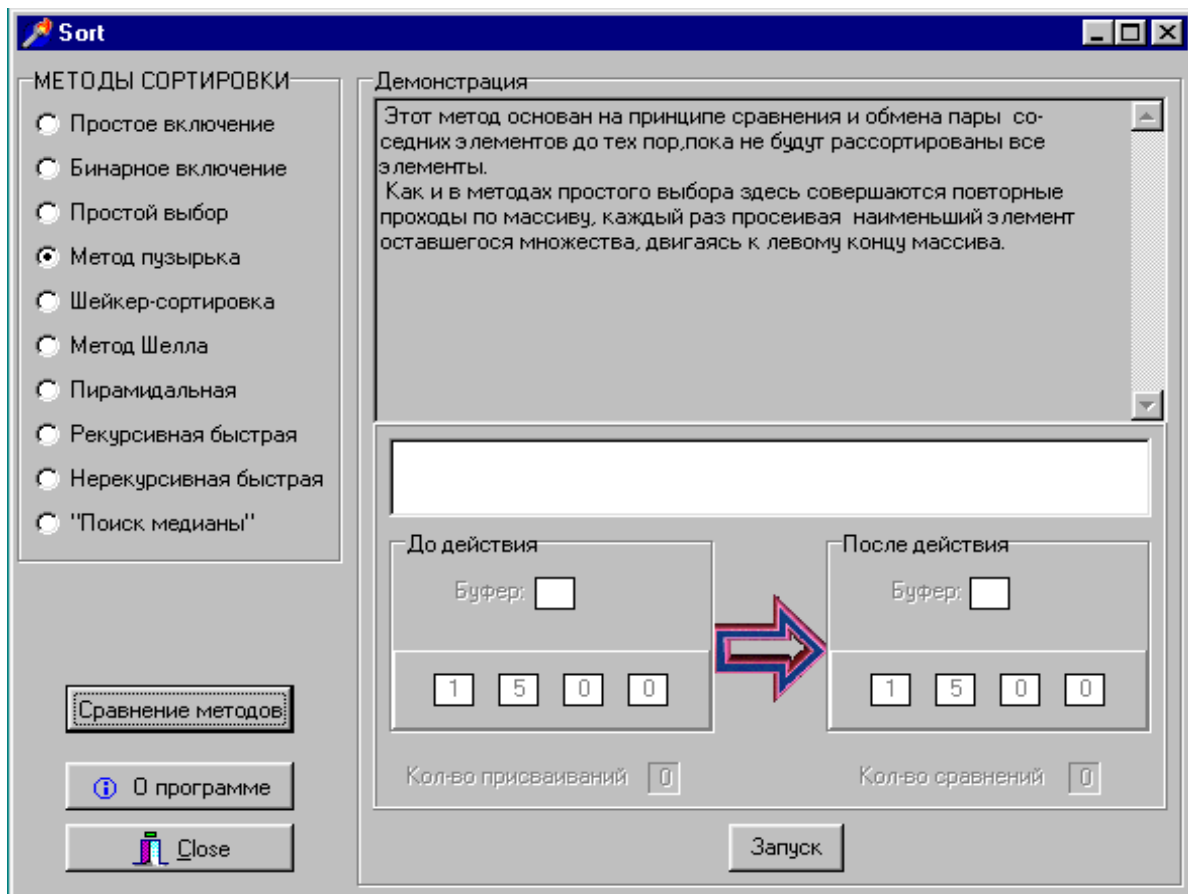 Sort
МЕТОДЫ СОРТИРОВКИ
Простое включение
Бинарное включение
Простой выбор
Метод пузырька
Шейкер-сортировка
Метод Шелла
Пирамидальная
Рекурсивная быстрая
Нерекурсивная быстрая
"Поиск медианы"
Сравнение методов
О программе
Close
Демонстрация
Этот метод основан на принципе сравнения и обмена пары со-
седних элементов до тех пор,пока не будут рассортированы все
элементы.
Как и в методах простого выбора здесь совершаются повторные
проходы по массиву, каждый раз просеивая наименьший элемент
оставшегося множества, двигаясь к левому концу массива.
До действия
Буфер:
1 5 0 0
После действия
Буфер:
1 5 0 0
Кол-во присваиваний 0
Кол-во сравнений 0
Запуск